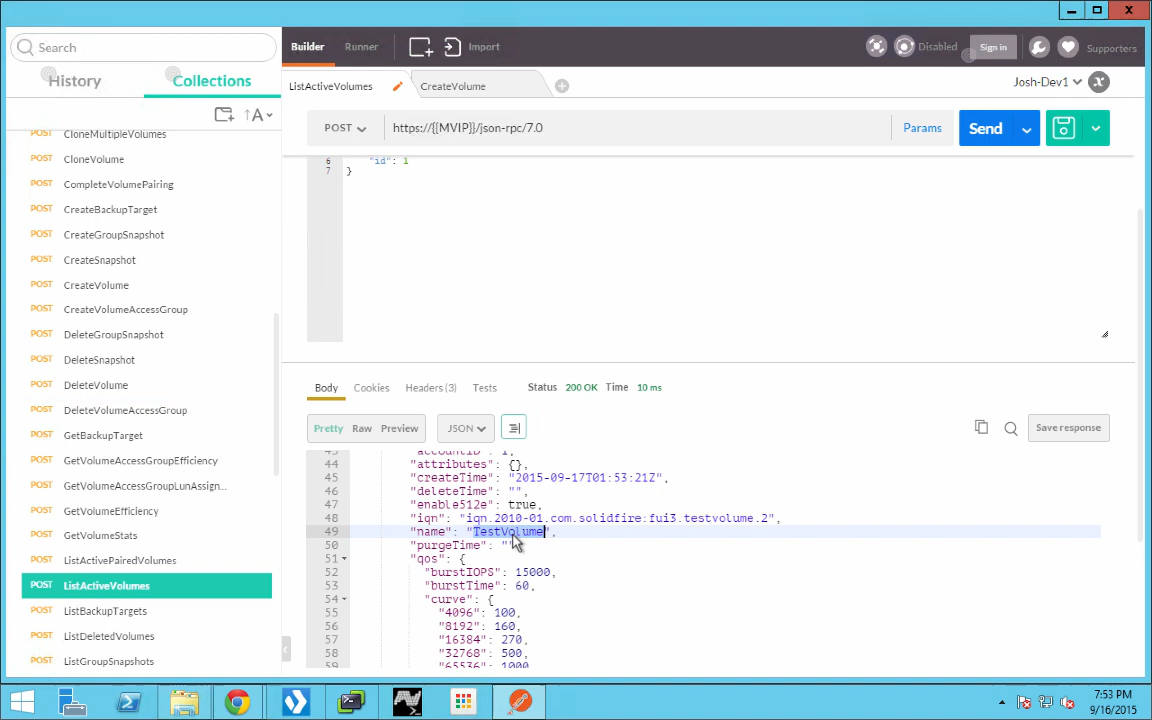 Search
Builder
Runner
Import
Disabled
Sign in
Supporters
History
Collections
ListActiveVolumes
CreateVolume
Josh-Dev1
A
POST
https://{{MVIP}}/json-rpc/7.0
Params
Send
POST CloneMultipleVolumes
POST CloneVolume
POST CompleteVolumePairing
POST CreateBackupTarget
POST CreateGroupSnapshot
POST CreateSnapshot
POST CreateVolume
POST CreateVolumeAccessGroup
POST DeleteGroupSnapshot
POST DeleteSnapshot
POST DeleteVolume
POST DeleteVolumeAccessGroup
POST GetBackupTarget
POST GetVolumeAccessGroupEfficiency
POST GetVolumeAccessGroupLunAssign...
POST GetVolumeEfficiency
POST GetVolumeStats
POST ListActivePairedVolumes
POST ListActiveVolumes
POST ListBackupTargets
POST ListDeletedVolumes
POST ListGroupSnapshots
6 "id": 1
7 }
Body Cookies Headers (3) Tests Status 200 OK Time 10 ms
Pretty Raw Preview JSON Save response
43 "accountID": 1,
44 "attributes": {},
45 "createTime": "2015-09-17T01:53:21Z",
46 "deleteTime": "",
47 "enable512e": true,
48 "iqn": "iqn.2010-01.com.solidfire:fui3.testvolume.2",
49 "name": "TestVolume",
50 "purgeTime": ""
51 "qos": {
52 "burstIOPS": 15000,
53 "burstTime": 60,
54 "curve": {
55 "4096": 100,
56 "8192": 160,
57 "16384": 270,
58 "32768": 500,
59 "65536": 1000
7:53 PM
9/16/2015